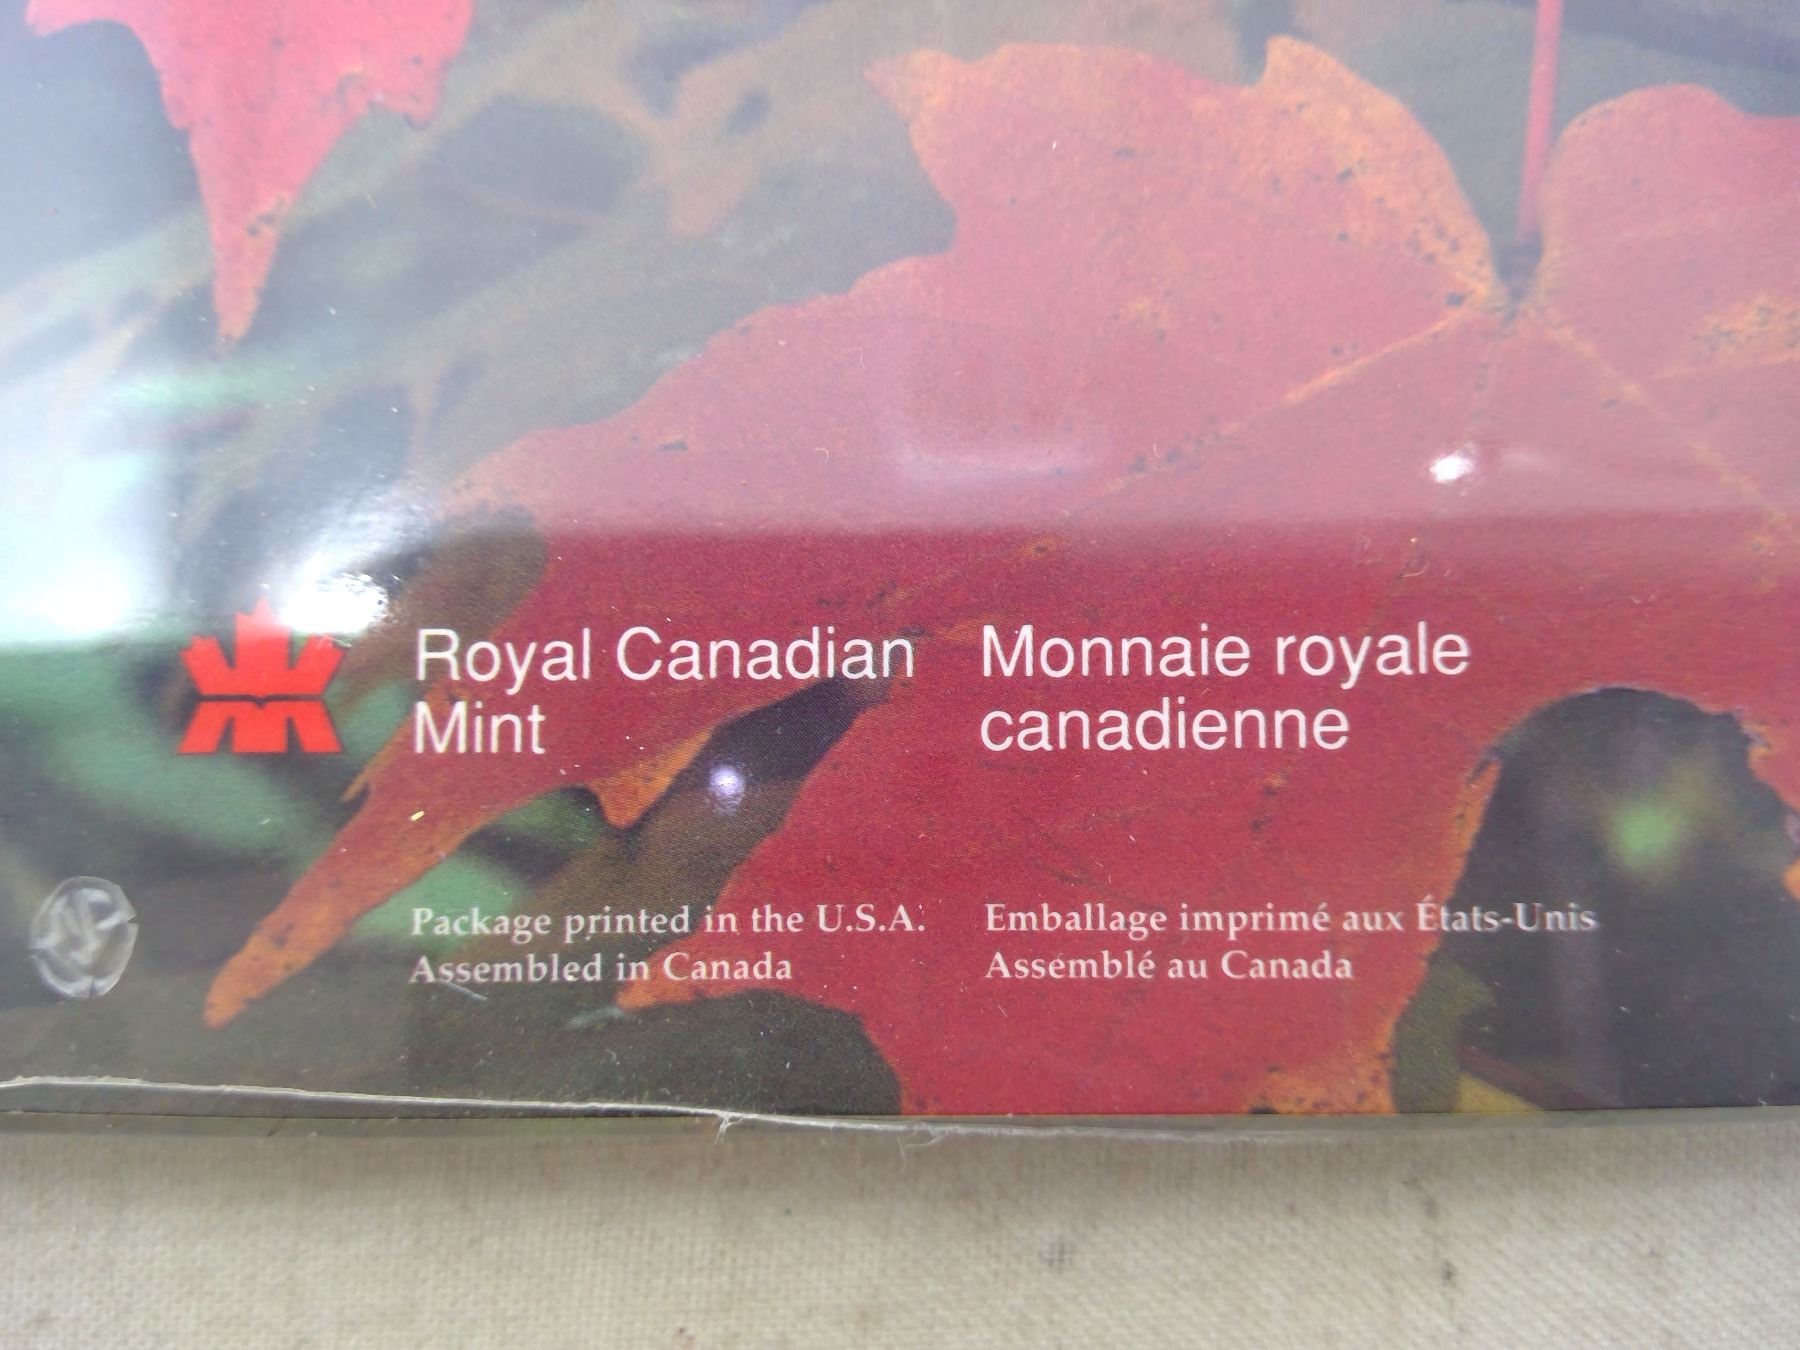 Royal Canadian
Mint
Monnaie royale
canadienne
Package printed in the U.S.A.
Assembled in Canada
Emballage imprimé aux États-Unis
Assemblé au Canada